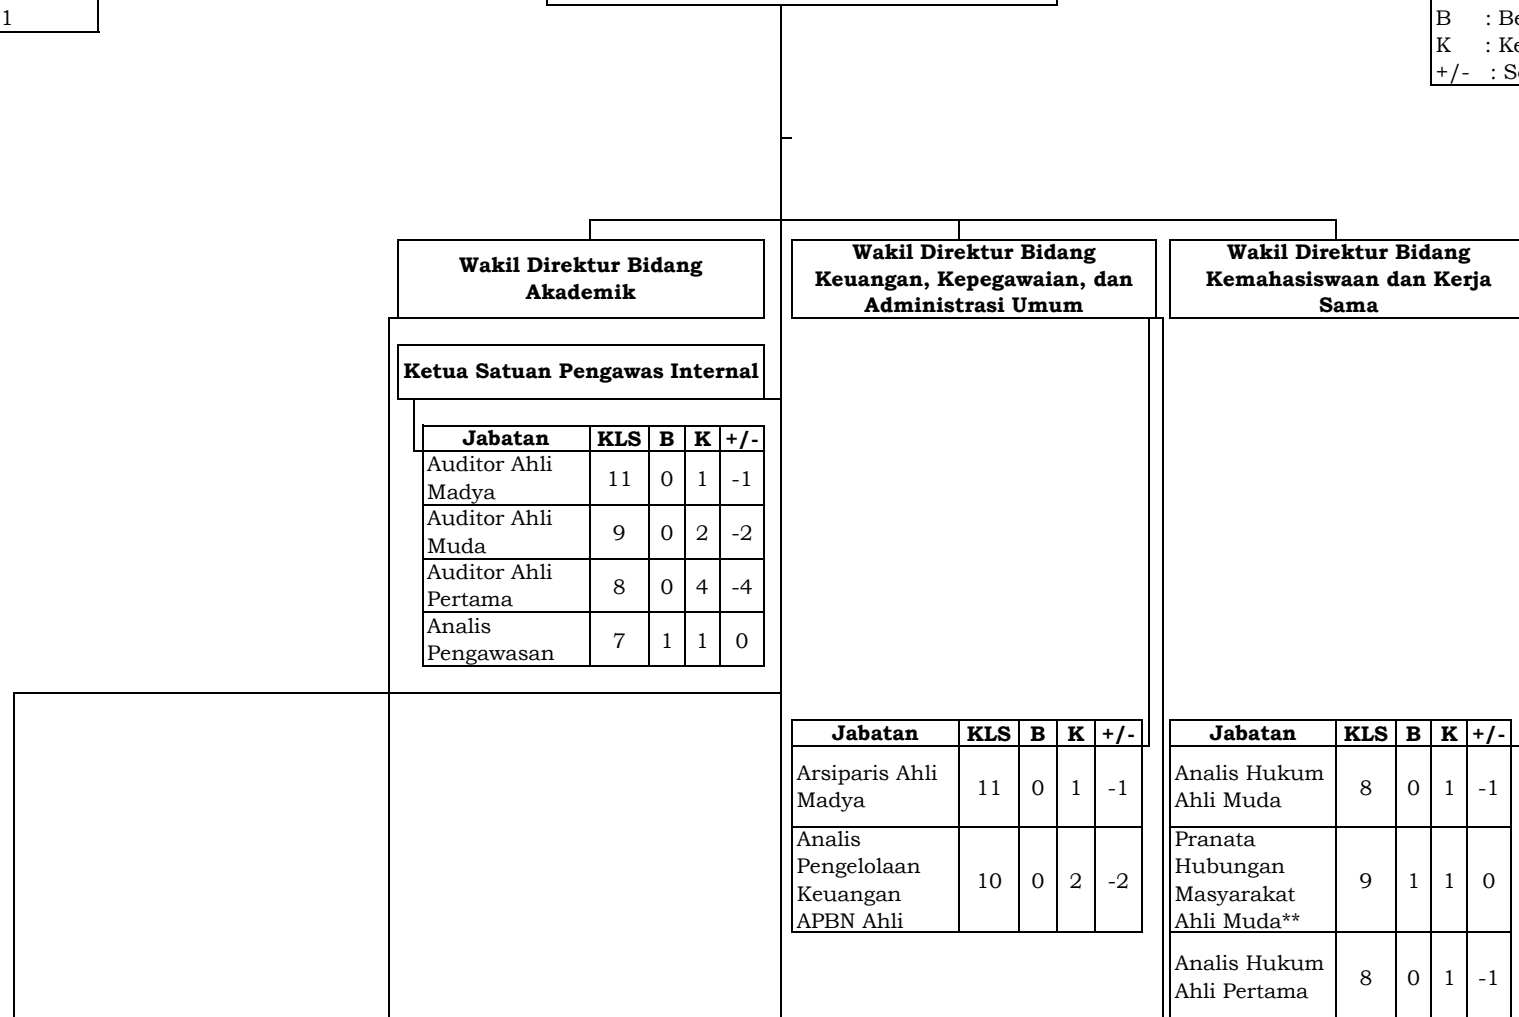 1
B : Be
K : Ke
+/- : Se
Wakil Direktur Bidang
Akademik
Wakil Direktur Bidang
Keuangan, Kepegawaian, dan
Administrasi Umum
Wakil Direktur Bidang
Kemahasiswaan dan Kerja
Sama
Ketua Satuan Pengawas Internal
Jabatan KLS B K +/-
Auditor Ahli
Madya 11 0 1 -1
Auditor Ahli
Muda 9 0 2 -2
Auditor Ahli
Pertama 8 0 4 -4
Analis
Pengawasan 7 1 1 0
Jabatan KLS B K +/-
Arsiparis Ahli
Madya 11 0 1 -1
Analis
Pengelolaan
Keuangan
APBN Ahli 10 0 2 -2
Jabatan KLS B K +/-
Analis Hukum
Ahli Muda 8 0 1 -1
Pranata
Hubungan
Masyarakat
Ahli Muda** 9 1 1 0
Analis Hukum
Ahli Pertama 8 0 1 -1